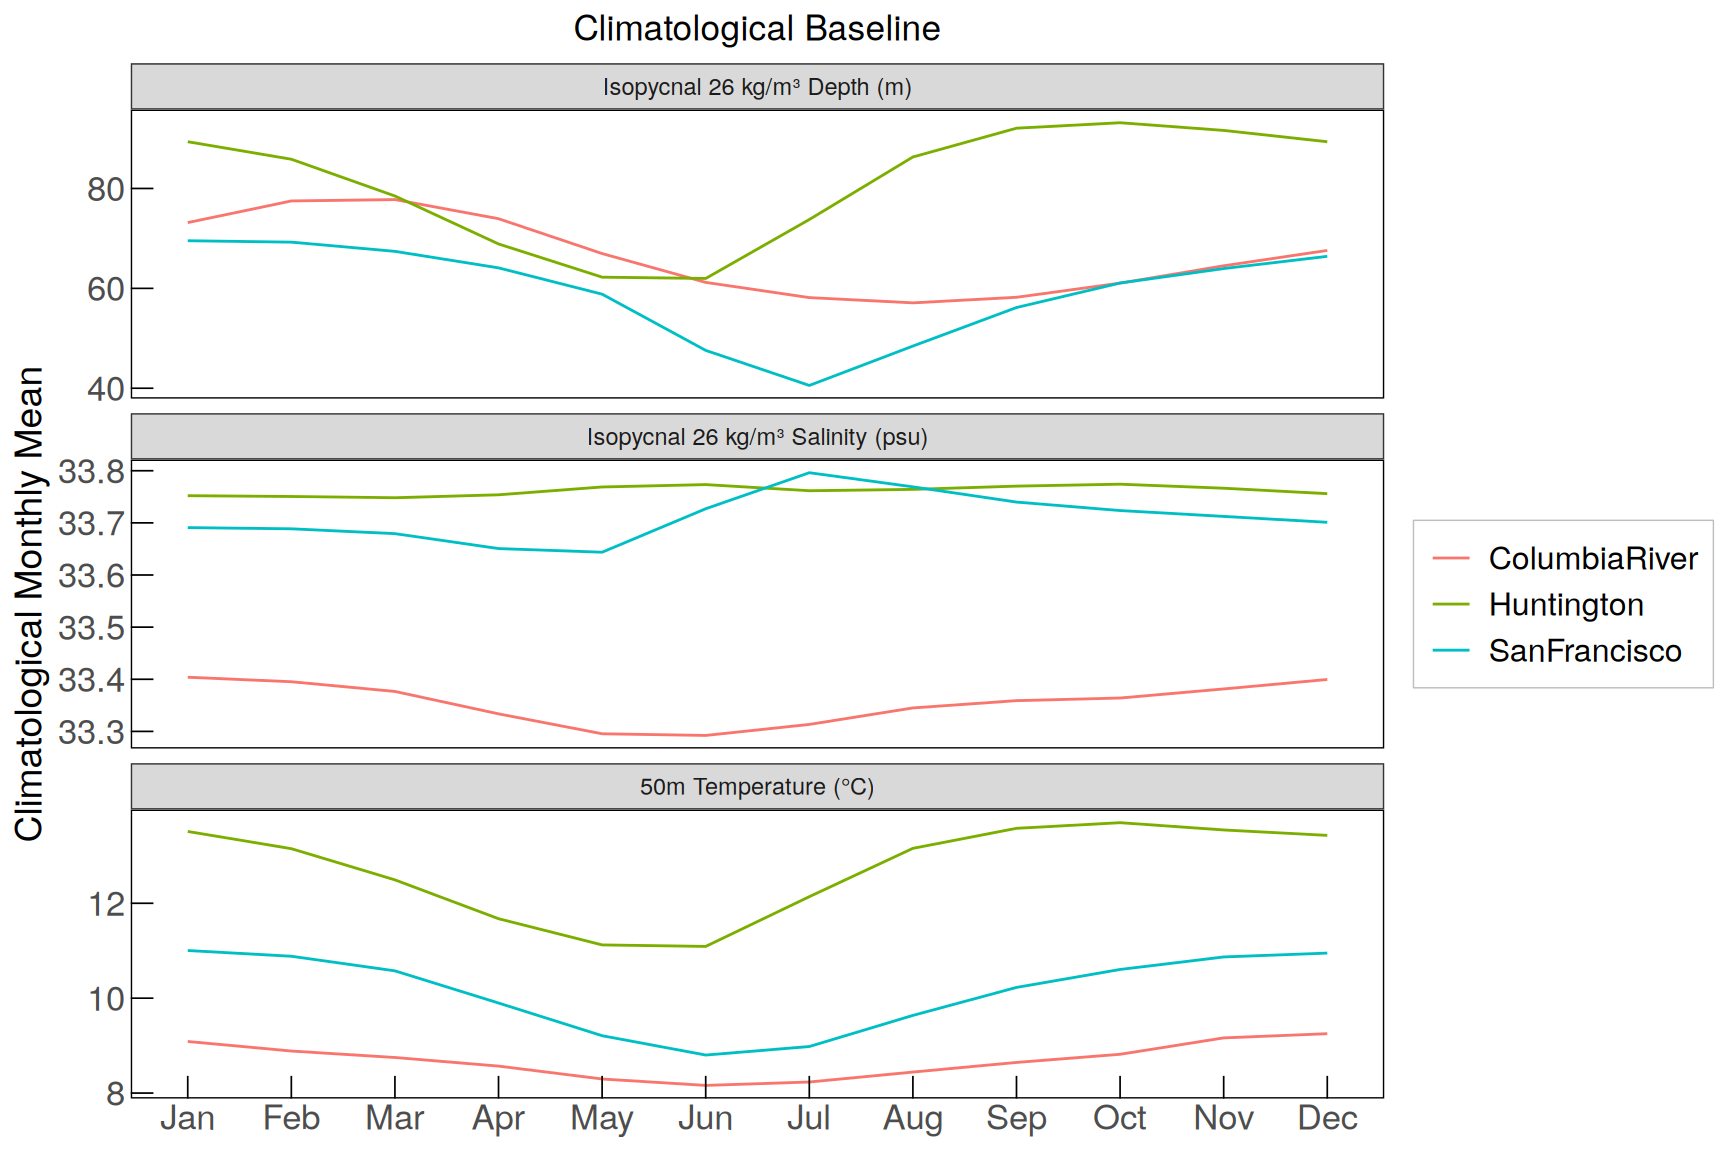 Climatological Baseline
Isopycnal 26 kg/m³ Depth (m)
80
60
40
Isopycnal 26 kg/m³ Salinity (psu)
33.8
33.7
33.6
33.5
33.4
33.3
50m Temperature (°C)
12
10
8
Jan Feb Mar Apr May Jun Jul Aug Sep Oct Nov Dec
Climatological Monthly Mean
ColumbiaRiver
Huntington
SanFrancisco